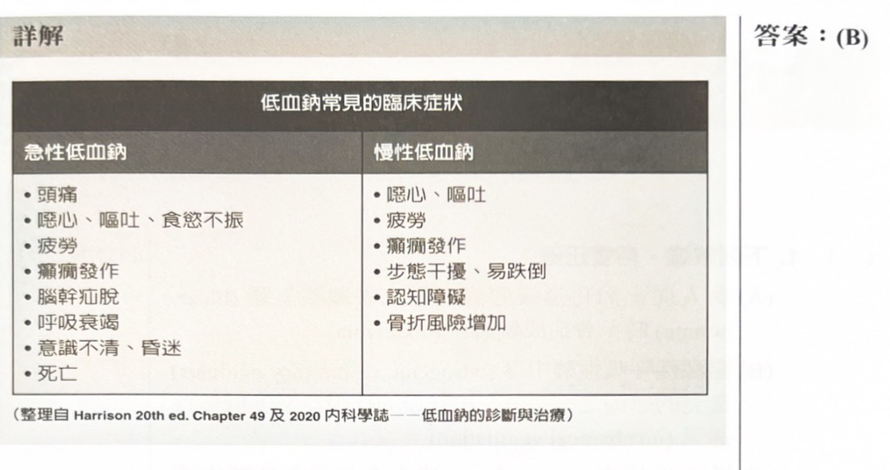 詳解
答案：(B)
低血鈉常見的臨床症狀
急性低血鈉
• 頭痛
• 噁心、嘔吐、食慾不振
• 疲勞
• 癲癇發作
• 腦幹疝脫
• 呼吸衰竭
• 意識不清、昏迷
• 死亡
慢性低血鈉
• 噁心、嘔吐
• 疲勞
• 癲癇發作
• 步態干擾、易跌倒
• 認知障礙
• 骨折風險增加
（整理自 Harrison 20th ed. Chapter 49 及 2020 內科學誌——低血鈉的診斷與治療）